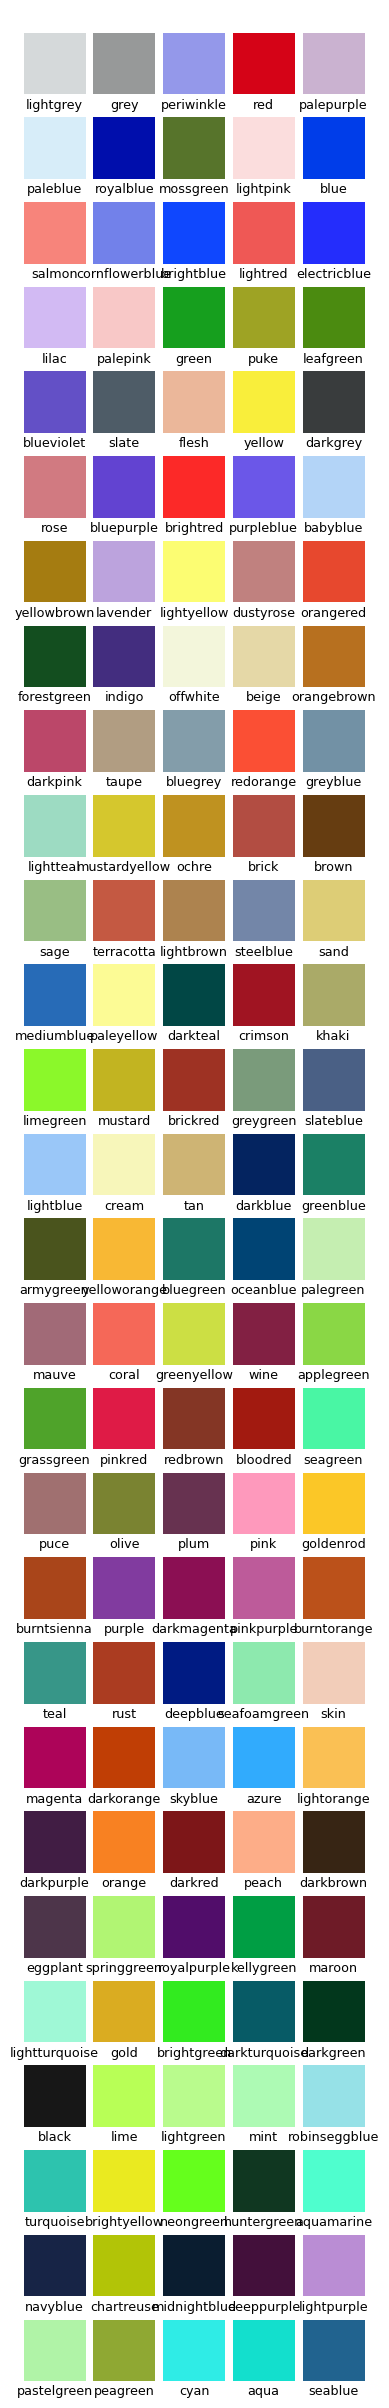 lightgrey grey periwinkle red palepurple
paleblue royalblue mossgreen lightpink blue
salmon cornflowerblue brightblue lightred electricblue
lilac palepink green puke leafgreen
blueviolet slate flesh yellow darkgrey
rose bluepurple brightred purpleblue babyblue
yellowbrown lavender lightyellow dustyrose orangered
forestgreen indigo offwhite beige orangebrown
darkpink taupe bluegrey redorange greyblue
lightteal mustardyellow ochre brick brown
sage terracotta lightbrown steelblue sand
mediumblue paleyellow darkteal crimson khaki
limegreen mustard brickred greygreen slateblue
lightblue cream tan darkblue greenblue
armygreen yelloworange bluegreen oceanblue palegreen
mauve coral greenyellow wine applegreen
grassgreen pinkred redbrown bloodred seagreen
puce olive plum pink goldenrod
burntsienna purple darkmagenta pinkpurple burntorange
teal rust deepblue seafoamgreen skin
magenta darkorange skyblue azure lightorange
darkpurple orange darkred peach darkbrown
eggplant springgreen royalpurple kellygreen maroon
lightturquoise gold brightgreen darkturquoise darkgreen
black lime lightgreen mint robinseggblue
turquoise brightyellow neongreen huntergreen aquamarine
navyblue chartreuse midnightblue deeppurple lightpurple
pastelgreen peagreen cyan aqua seablue